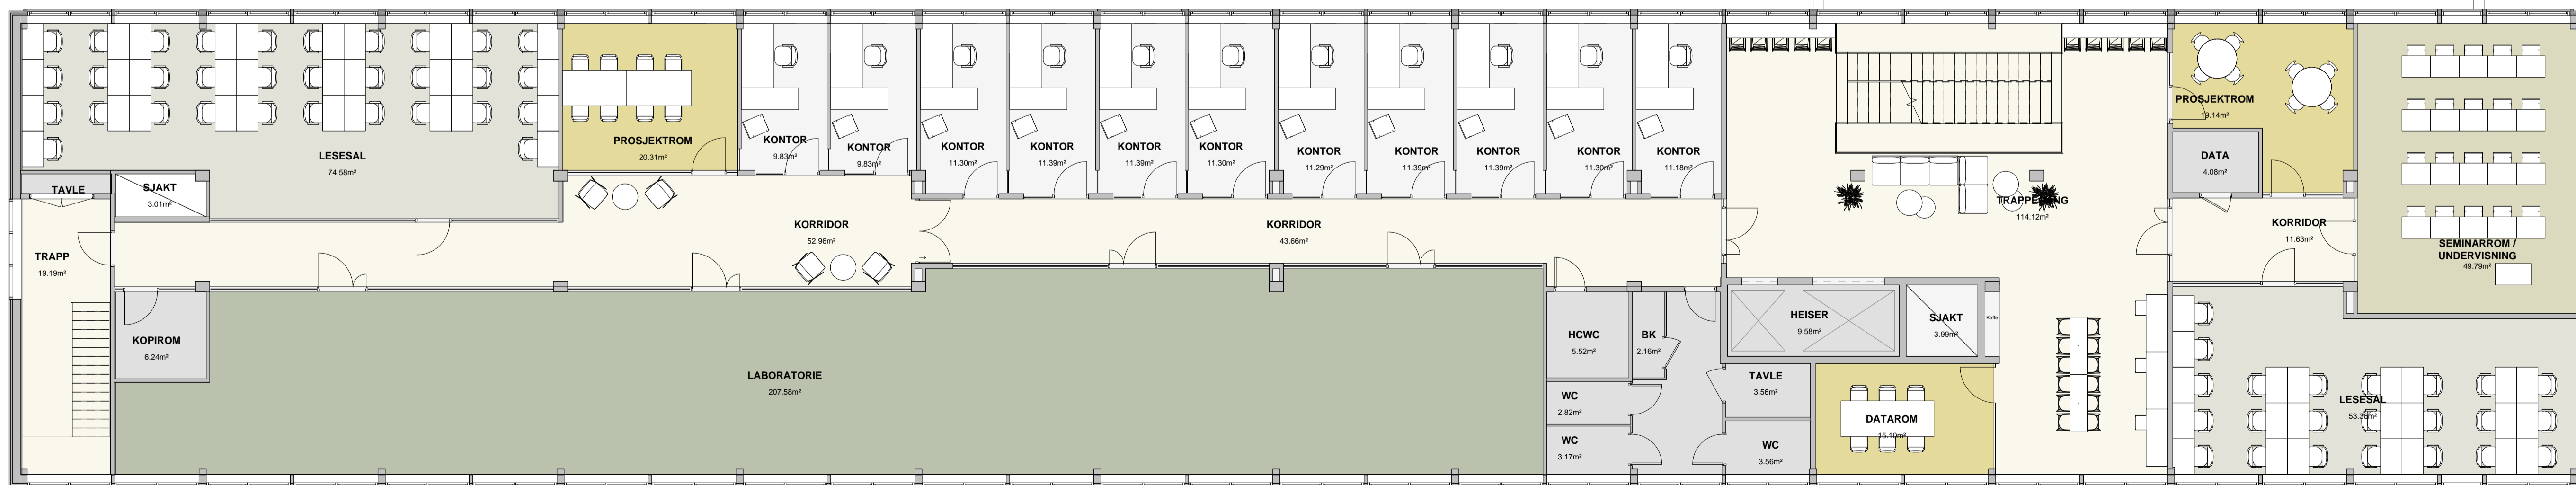 LESESAL
74.58m²
TAVLE
SJAKT
3.01m²
TRAPP
19.19m²
KOPIROM
6.24m²
PROSJEKTROM
20.31m²
KONTOR
9.83m²
KONTOR
9.83m²
KONTOR
11.30m²
KONTOR
11.39m²
KONTOR
11.39m²
KONTOR
11.30m²
KONTOR
11.29m²
KONTOR
11.39m²
KONTOR
11.39m²
KONTOR
11.30m²
KONTOR
11.18m²
KORRIDOR
52.96m²
KORRIDOR
43.66m²
LABORATORIE
207.58m²
HCWC
5.52m²
BK
2.16m²
WC
2.82m²
WC
3.17m²
TAVLE
3.56m²
WC
3.56m²
HEISER
9.58m²
SJAKT
3.99m²
Kaffe
DATAROM
15.10m²
114.12m²
PROSJEKTROM
19.14m²
DATA
4.08m²
KORRIDOR
11.63m²
SEMINARROM /
UNDERVISNING
49.79m²
LESESAL